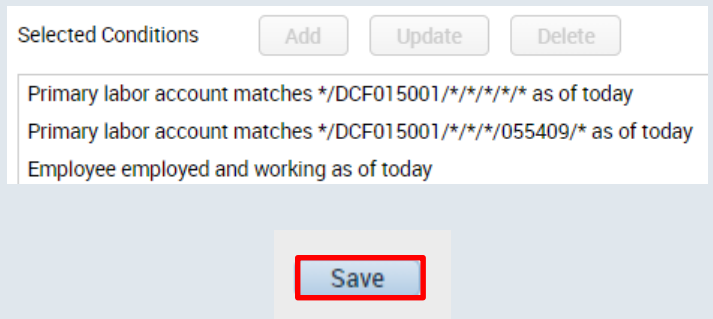 Selected Conditions Add Update Delete
Primary labor account matches */DCF015001/*/*/*/*/* as of today
Primary labor account matches */DCF015001/*/*/*/055409/* as of today
Employee employed and working as of today
Save